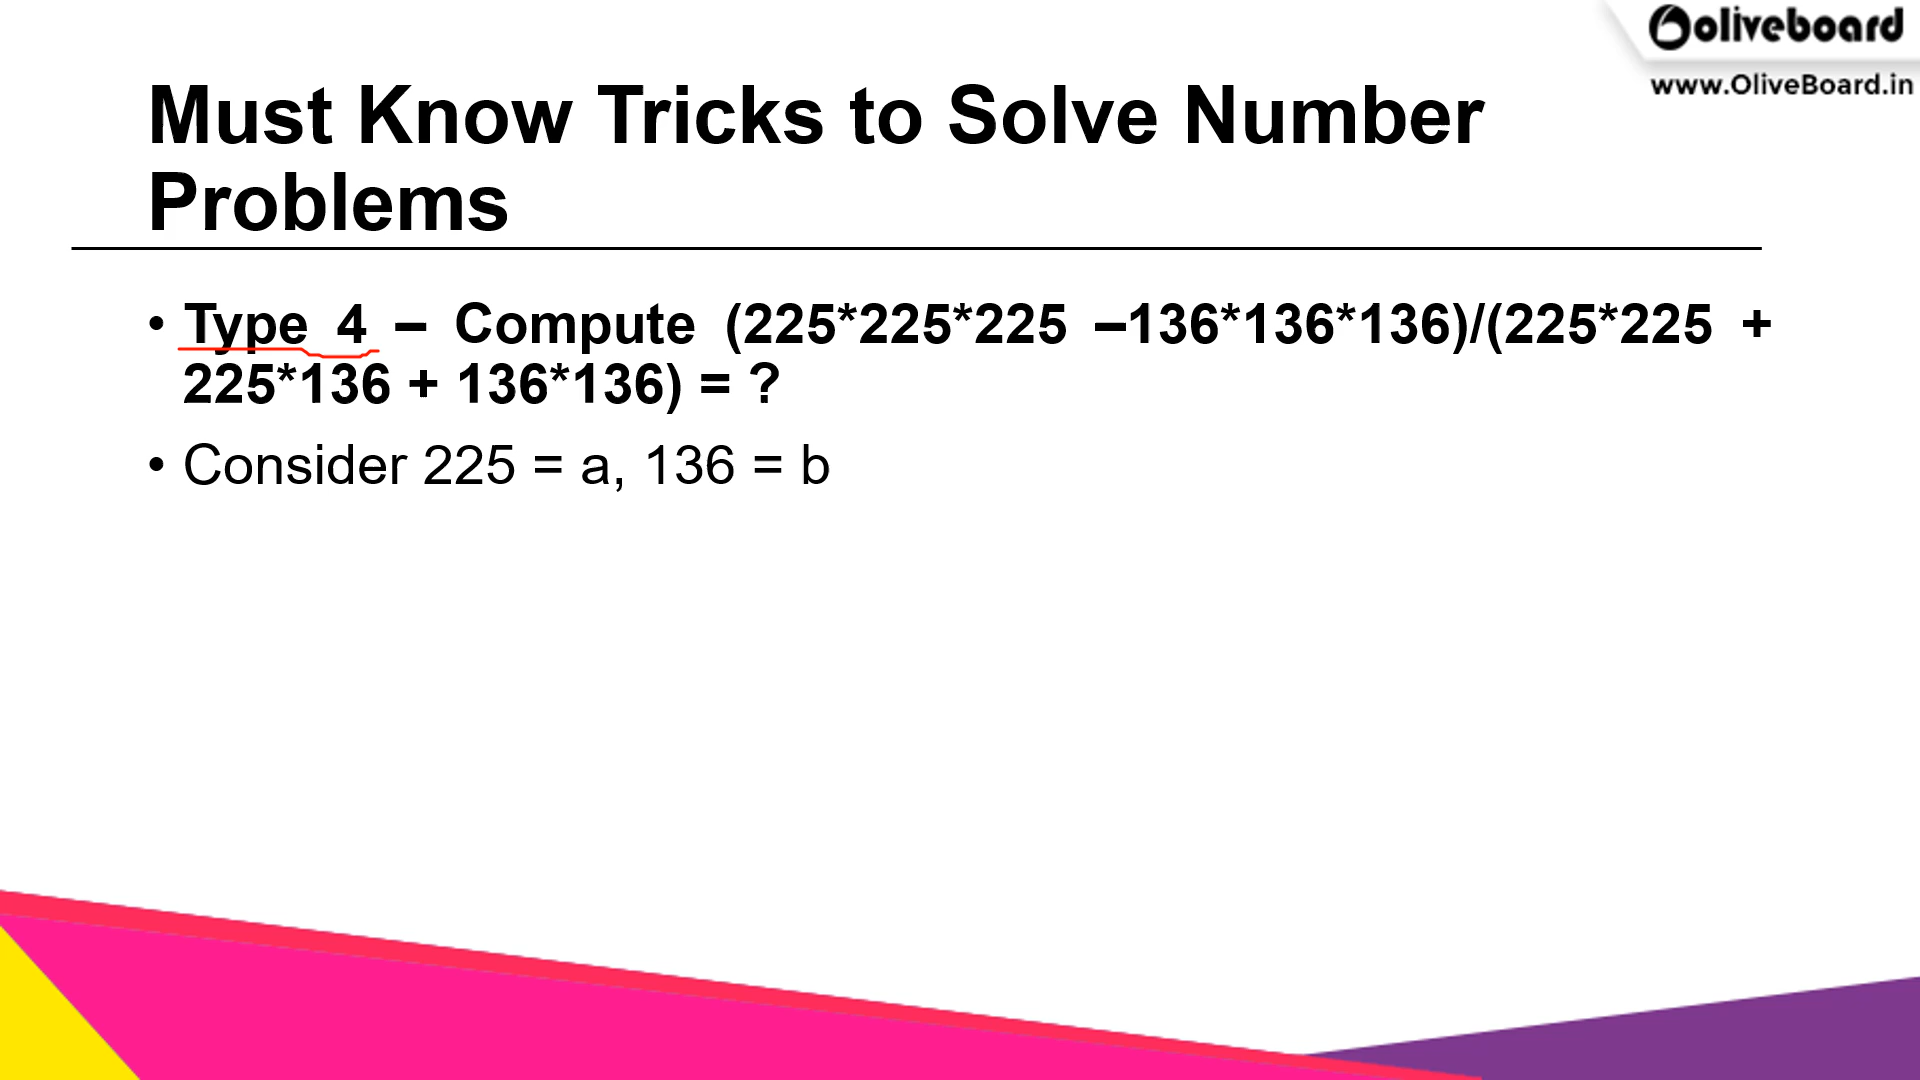 oliveboard
www.OliveBoard.in
Must Know Tricks to Solve Number
Problems
• Type 4 – Compute (225*225*225 –136*136*136)/(225*225 +
225*136 + 136*136) = ?
• Consider 225 = a, 136 = b